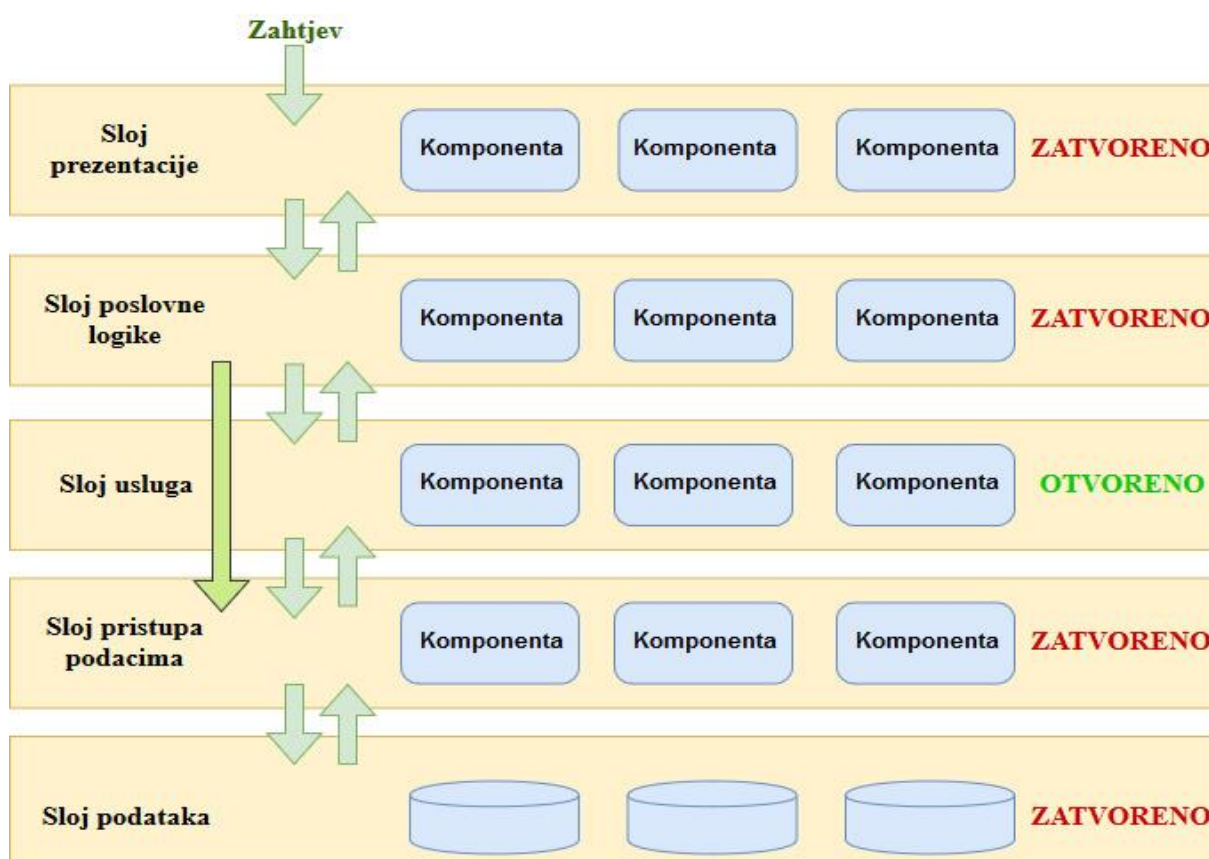 Zahtjev
Sloj
prezentacije
Komponenta Komponenta Komponenta ZATVORENO
Sloj poslovne
logike
Komponenta Komponenta Komponenta ZATVORENO
Sloj usluga
Komponenta Komponenta Komponenta OTVORENO
Sloj pristupa
podacima
Komponenta Komponenta Komponenta ZATVORENO
Sloj podataka ZATVORENO